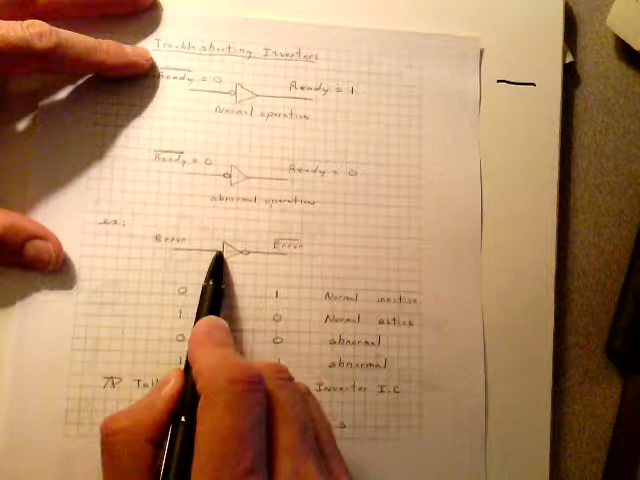 Troubleshooting Inverters
Ready = 0 Ready = 1
Normal operation
Ready = 0 Ready = 0
abnormal operation
ex:
Error Error
0 1 Normal inactive
1 0 Normal active
0 0 abnormal
1 1 abnormal
Inverter I.C